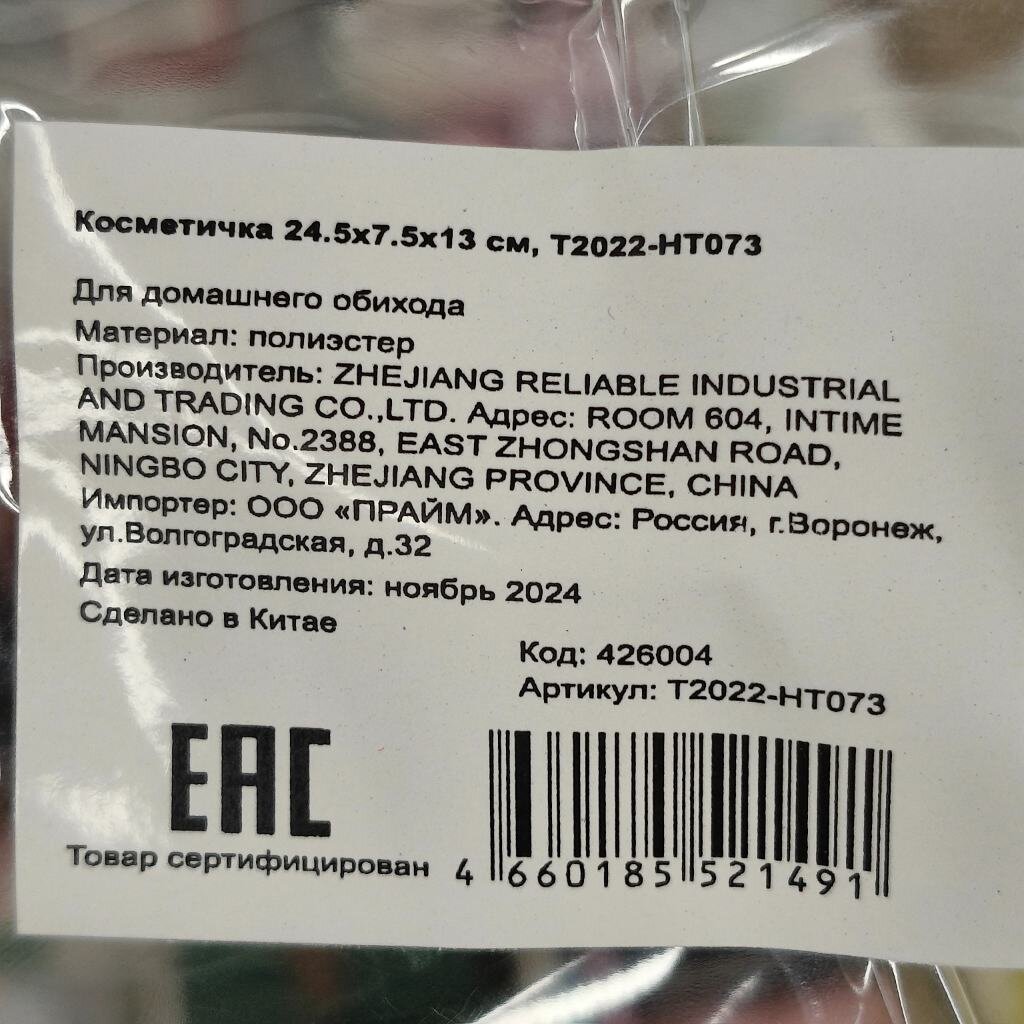 Косметичка 24.5х7.5х13 см, T2022-HT073
Для домашнего обихода
Материал: полиэстер
Производитель: ZHEJIANG RELIABLE INDUSTRIAL
AND TRADING CO.,LTD. Адрес: ROOM 604, INTIME
MANSION, No.2388, EAST ZHONGSHAN ROAD,
NINGBO CITY, ZHEJIANG PROVINCE, CHINA
Импортер: ООО «ПРАЙМ». Адрес: Россия, г.Воронеж,
ул.Волгоградская, д.32
Дата изготовления: ноябрь 2024
Сделано в Китае
Код: 426004
Артикул: T2022-HT073
EAC
Товар сертифицирован
4 660185 521491